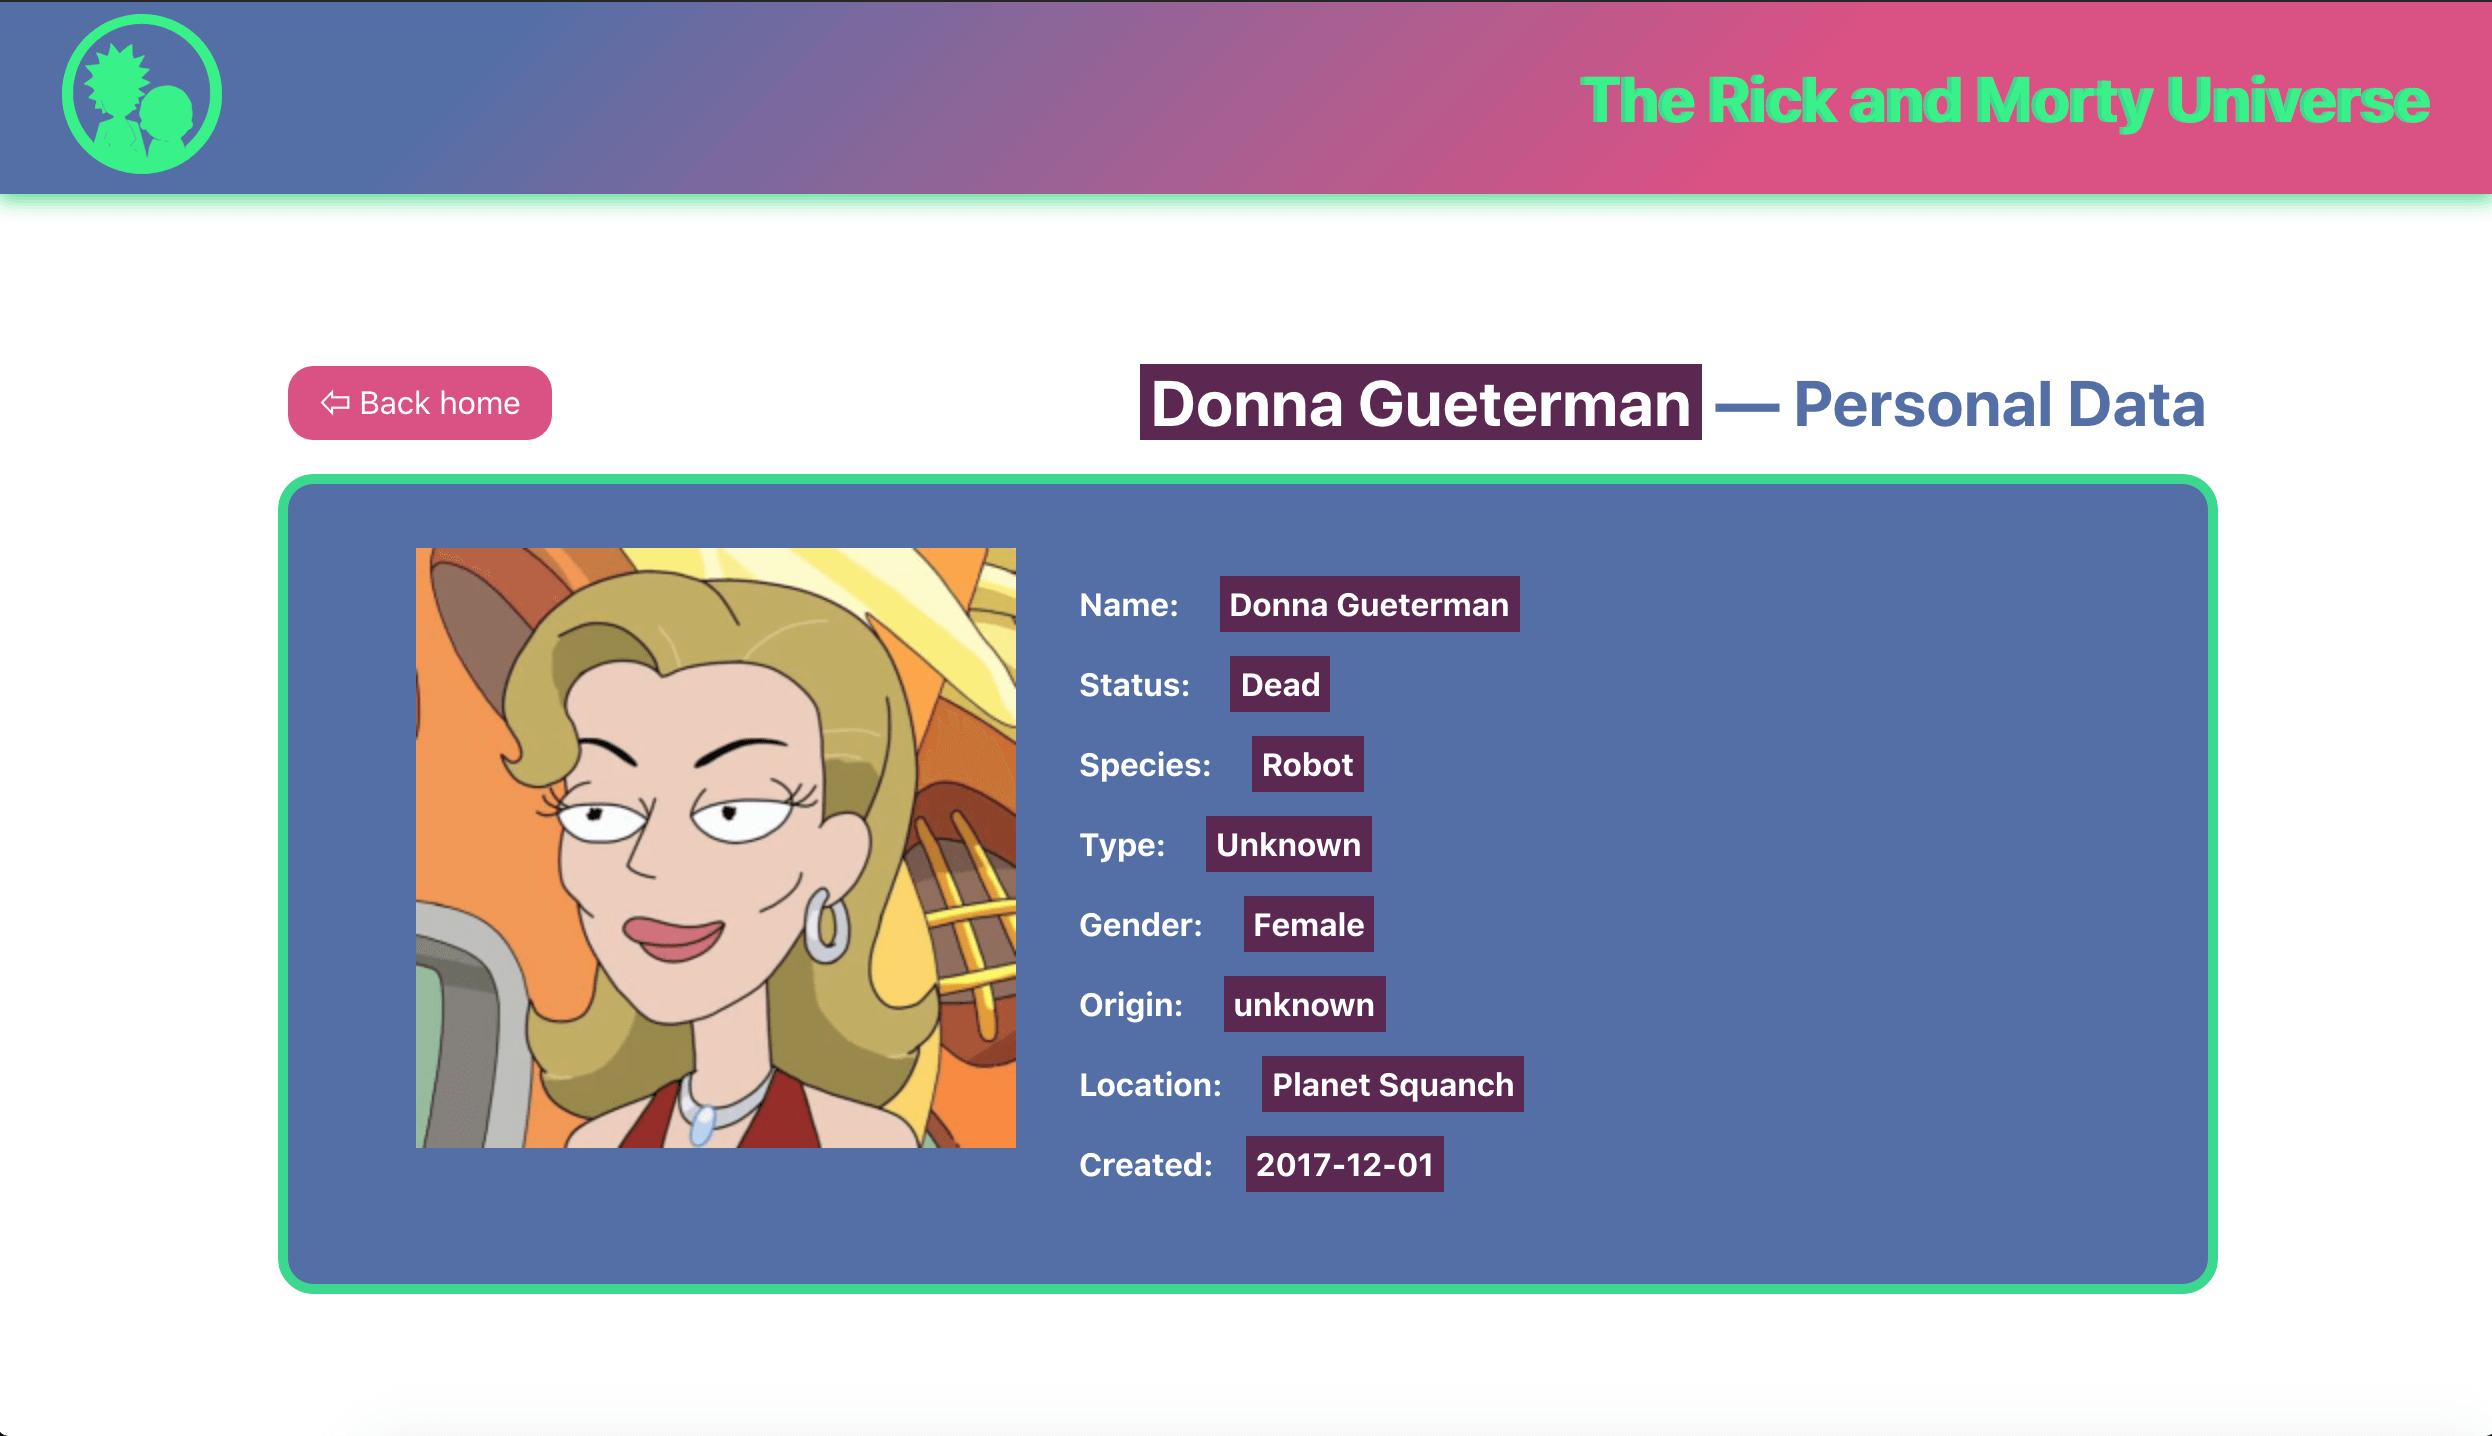 The Rick and Morty Universe
⇦ Back home
Donna Gueterman — Personal Data
Name: Donna Gueterman
Status: Dead
Species: Robot
Type: Unknown
Gender: Female
Origin: unknown
Location: Planet Squanch
Created: 2017-12-01